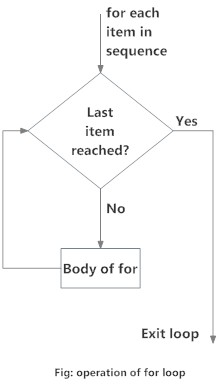 for each
item in
sequence
Last
item
reached?
Yes
No
Body of for
Exit loop
Fig: operation of for loop